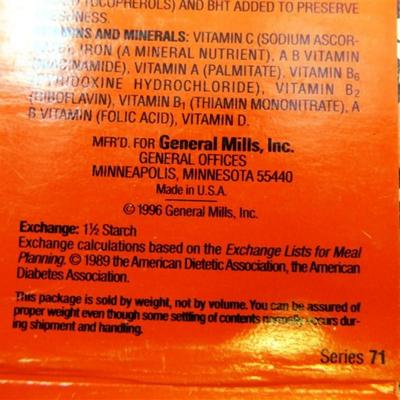 TOCOPHEROLS) AND BHT ADDED TO PRESERVE
AND MINERALS: VITAMIN C (SODIUM ASCOR-
IRON (A MINERAL NUTRIENT), A B VITAMIN
VITAMIN A (PALMITATE), VITAMIN B6
HYDROCHLORIDE), VITAMIN B2
(RIBOFLAVIN), VITAMIN B1 (THIAMIN MONONITRATE), A
B VITAMIN (FOLIC ACID), VITAMIN D.
MFR'D. FOR General Mills, Inc.
GENERAL OFFICES
MINNEAPOLIS, MINNESOTA 55440
Made in U.S.A.
© 1996 General Mills, Inc.
Exchange: 1½ Starch
Exchange calculations based on the Exchange Lists for Meal
Planning. © 1989 the American Dietetic Association, the American
Diabetes Association.
This package is sold by weight, not by volume. You can be assured of
proper weight even though some settling of contents normally occurs dur-
ing shipment and handling.
Series 71